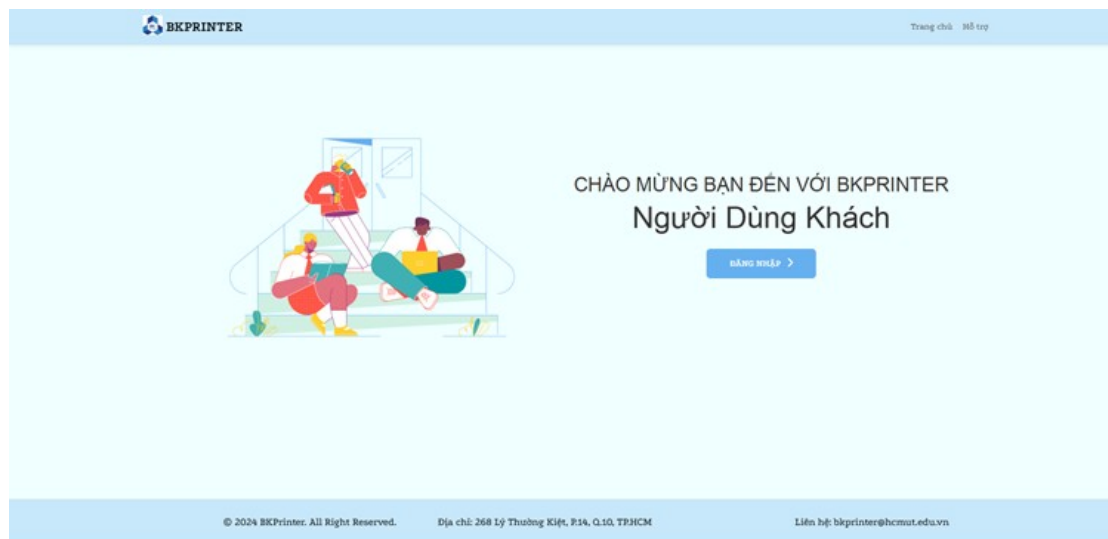 BKPRINTER
Trang chủ Hỗ trợ
CHÀO MỪNG BẠN ĐẾN VỚI BKPRINTER
Người Dùng Khách
ĐĂNG NHẬP
© 2024 BKPrinter. All Right Reserved. Địa chỉ: 268 Lý Thường Kiệt, P.14, Q.10, TP.HCM Liên hệ: bkprinter@hcmut.edu.vn